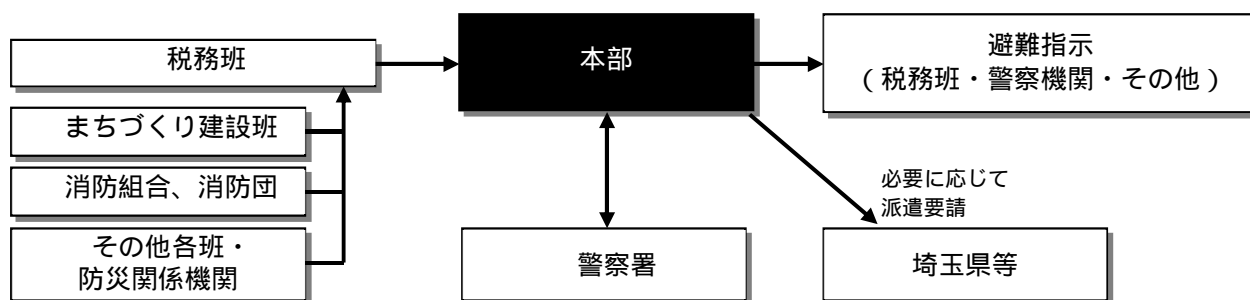 税務班
本部
避難指示
（税務班・警察機関・その他）
まちづくり建設班
消防組合、消防団
その他各班・
防災関係機関
必要に応じて
派遣要請
警察署
埼玉県等